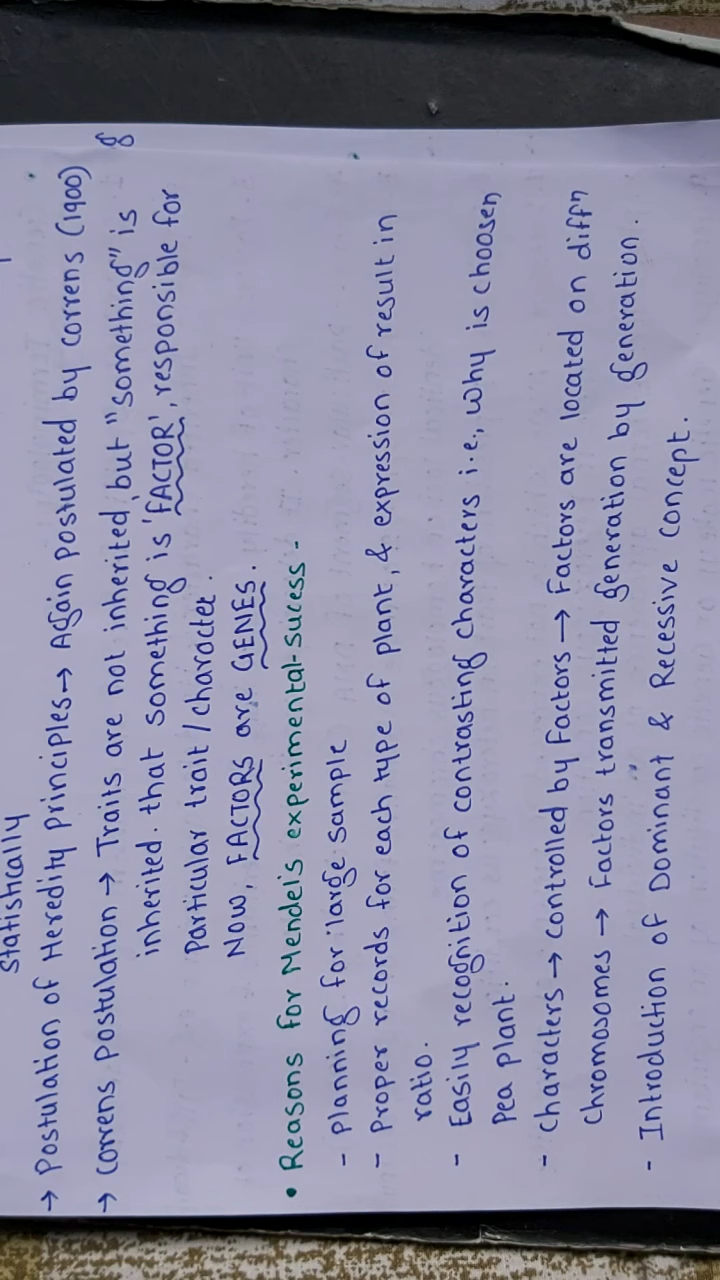 statistically
→ Postulation of Heredity Principles → Again postulated by Correns (1900)
→ Correns Postulation → Traits are not inherited, but "something" is
inherited. that something is 'FACTOR', responsible for
Particular trait / character.
Now, FACTORS are GENES.
• Reasons for Mendel's experimental-sucess -
- planning for large sample
- Proper records for each type of plant, & expression of result in
ratio.
- Easily recognition of contrasting characters i.e., why is choosen
Pea plant.
- Characters → controlled by Factors → Factors are located on diffn
chromosomes → Factors transmitted generation by generation.
- Introduction of Dominant & Recessive Concept.